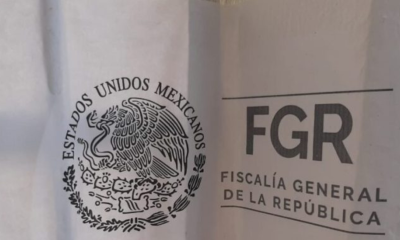 ESTADOS UNIDOS MEXICANOS
FGR
FISCALÍA GENERAL
DE LA REPÚBLICA